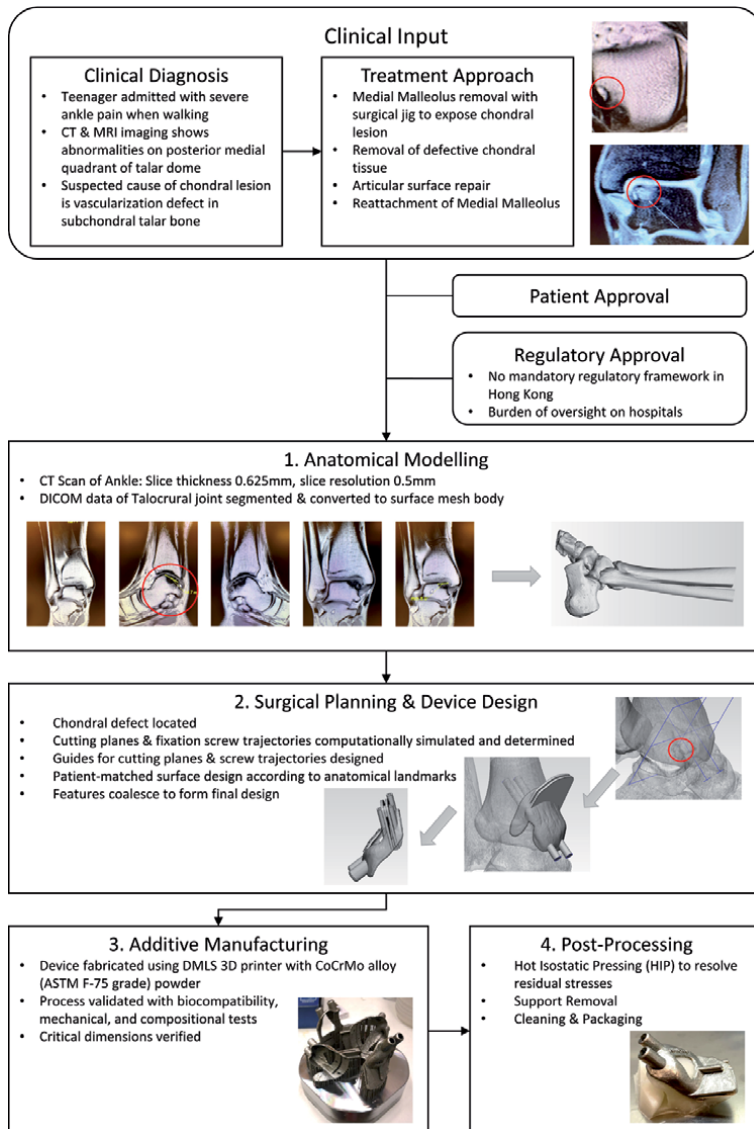 Clinical Input
Clinical Diagnosis
• Teenager admitted with severe
ankle pain when walking
• CT & MRI imaging shows
abnormalities on posterior medial
quadrant of talar dome
• Suspected cause of chondral lesion
is vascularization defect in
subchondral talar bone
Treatment Approach
• Medial Malleolus removal with
surgical jig to expose chondral
lesion
• Removal of defective chondral
tissue
• Articular surface repair
• Reattachment of Medial Malleolus
Patient Approval
Regulatory Approval
• No mandatory regulatory framework in
Hong Kong
• Burden of oversight on hospitals
1. Anatomical Modelling
• CT Scan of Ankle: Slice thickness 0.625mm, slice resolution 0.5mm
• DICOM data of Talocrural joint segmented & converted to surface mesh body
2. Surgical Planning & Device Design
• Chondral defect located
• Cutting planes & fixation screw trajectories computationally simulated and determined
• Guides for cutting planes & screw trajectories designed
• Patient-matched surface design according to anatomical landmarks
• Features coalesce to form final design
3. Additive Manufacturing
• Device fabricated using DMLS 3D printer with CoCrMo alloy
(ASTM F-75 grade) powder
• Process validated with biocompatibility,
mechanical, and compositional tests
• Critical dimensions verified
4. Post-Processing
• Hot Isostatic Pressing (HIP) to resolve
residual stresses
• Support Removal
• Cleaning & Packaging